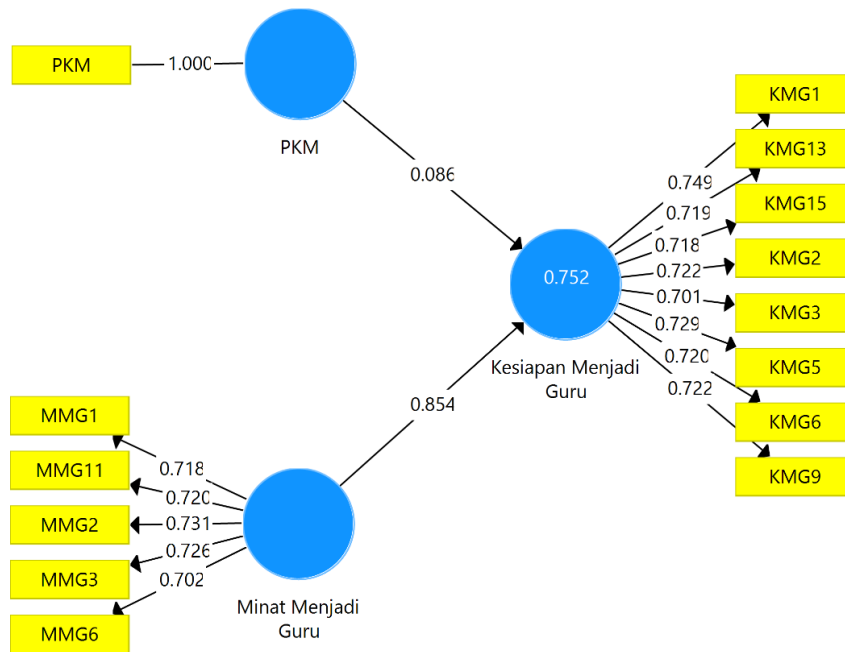 PKM
1.000
PKM
0.086
KMG1
KMG13
KMG15
KMG2
KMG3
KMG5
KMG6
KMG9
0.749
0.719
0.718
0.722
0.701
0.729
0.720
0.722
0.752
Kesiapan Menjadi
Guru
0.854
MMG1
MMG11
MMG2
MMG3
MMG6
0.718
0.720
0.731
0.726
0.702
Minat Menjadi
Guru